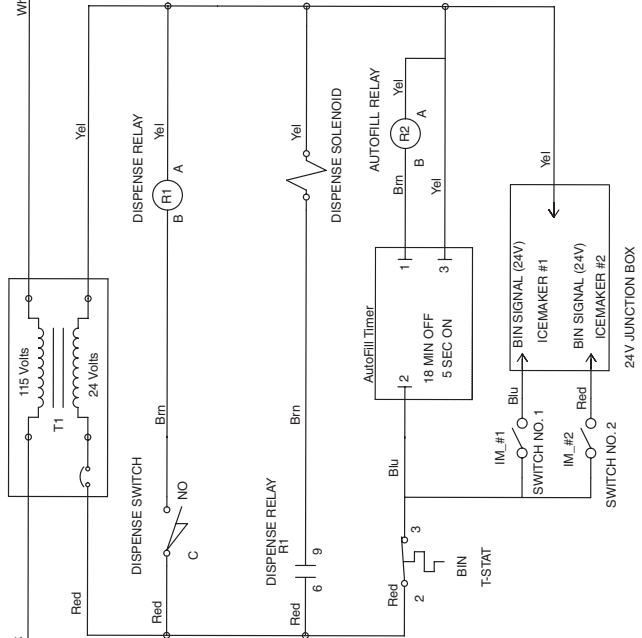 Wh
115 Volts
T1
24 Volts
Red
Yel
DISPENSE SWITCH
C
NO
Red
Brn
DISPENSE RELAY
B
R1
A
Yel
DISPENSE RELAY
R1
6
9
Red
Brn
DISPENSE SOLENOID
Yel
Red
2
3
BIN
T-STAT
Blu
AutoFill Timer
2
18 MIN OFF
5 SEC ON
1
3
Brn
AUTOFILL RELAY
B
R2
A
Yel
Yel
IM_#1
SWITCH NO. 1
Blu
IM_#2
SWITCH NO. 2
Red
BIN SIGNAL (24V)
ICEMAKER #1
BIN SIGNAL (24V)
ICEMAKER #2
Yel
24V JUNCTION BOX